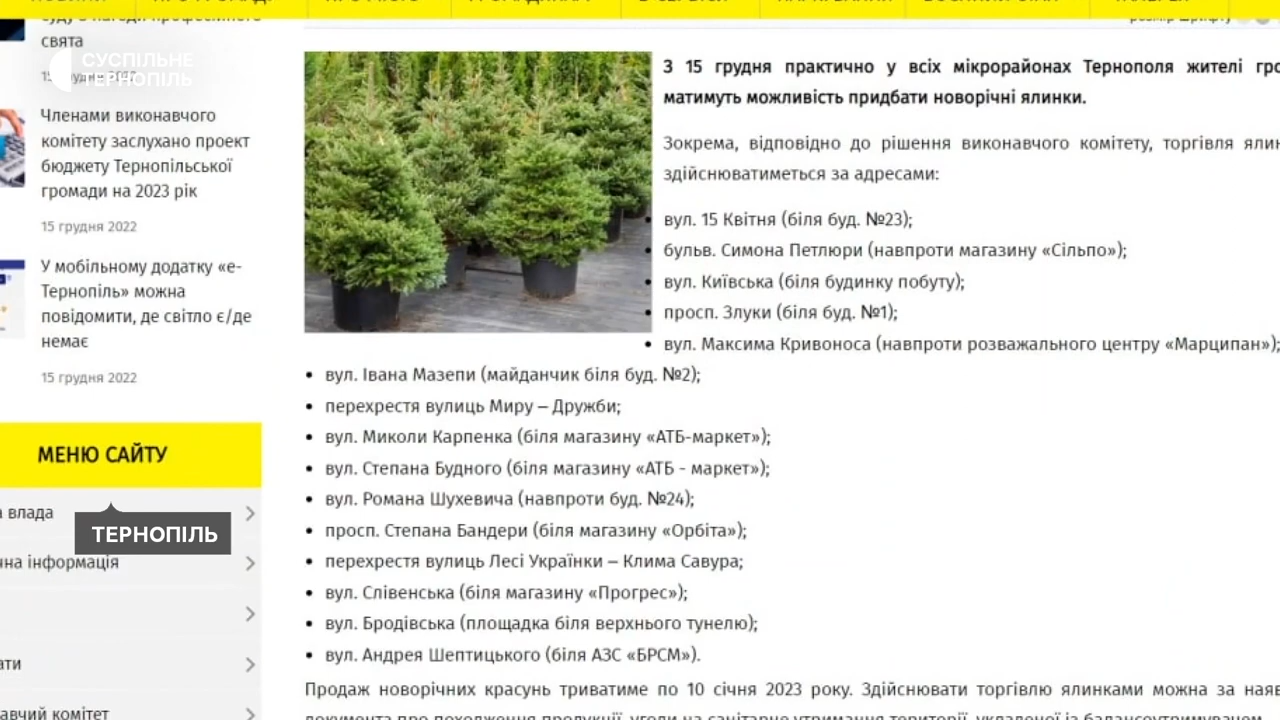 свята
СУСПІЛЬНЕ
ТЕРНОПІЛЬ
Членами виконавчого
комітету заслухано проект
бюджету Тернопільської
громади на 2023 рік
15 грудня 2022
У мобільному додатку «е-
Тернопіль» можна
повідомити, де світло є/де
немає
15 грудня 2022
МЕНЮ САЙТУ
влада
ТЕРНОПІЛЬ
інформація
комітет
З 15 грудня практично у всіх мікрорайонах Тернополя жителі
матимуть можливість придбати новорічні ялинки.
Зокрема, відповідно до рішення виконавчого комітету, торгівля
здійснюватиметься за адресами:
• вул. 15 Квітня (біля буд. №23);
• бульв. Симона Петлюри (навпроти магазину «Сільпо»);
• вул. Київська (біля будинку побуту);
• просп. Злуки (біля буд. №1);
• вул. Максима Кривоноса (навпроти розважального центру «Марципан»);
• вул. Івана Мазепи (майданчик біля буд. №2);
• перехрестя вулиць Миру – Дружби;
• вул. Миколи Карпенка (біля магазину «АТБ-маркет»);
• вул. Степана Будного (біля магазину «АТБ - маркет»);
• вул. Романа Шухевича (навпроти буд. №24);
• просп. Степана Бандери (біля магазину «Орбіта»);
• перехрестя вулиць Лесі Українки – Клима Савура;
• вул. Слівенська (біля магазину «Прогрес»);
• вул. Бродівська (площадка біля верхнього тунелю);
• вул. Андрея Шептицького (біля АЗС «БРСМ»).
Продаж новорічних красунь триватиме по 10 січня 2023 року. Здійснювати торгівлю ялинками можна за